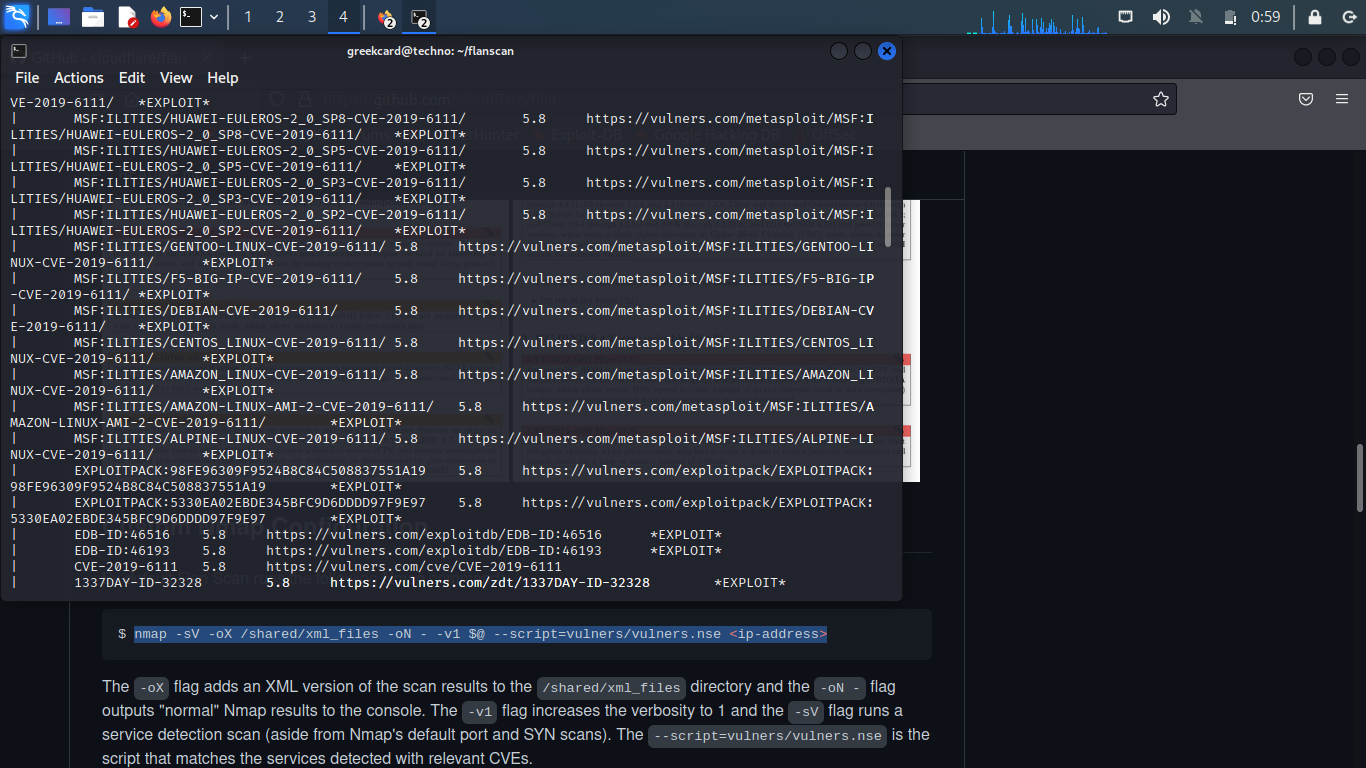 1 2 3 4 2 2 0:59
greekcard@techno: ~/flanscan
File Actions Edit View Help
VE-2019-6111/ *EXPLOIT*
| MSF:ILITIES/HUAWEI-EULEROS-2_0_SP8-CVE-2019-6111/ 5.8 https://vulners.com/metasploit/MSF:I
LITIES/HUAWEI-EULEROS-2_0_SP8-CVE-2019-6111/ *EXPLOIT*
| MSF:ILITIES/HUAWEI-EULEROS-2_0_SP5-CVE-2019-6111/ 5.8 https://vulners.com/metasploit/MSF:I
LITIES/HUAWEI-EULEROS-2_0_SP5-CVE-2019-6111/ *EXPLOIT*
| MSF:ILITIES/HUAWEI-EULEROS-2_0_SP3-CVE-2019-6111/ 5.8 https://vulners.com/metasploit/MSF:I
LITIES/HUAWEI-EULEROS-2_0_SP3-CVE-2019-6111/ *EXPLOIT*
| MSF:ILITIES/HUAWEI-EULEROS-2_0_SP2-CVE-2019-6111/ 5.8 https://vulners.com/metasploit/MSF:I
LITIES/HUAWEI-EULEROS-2_0_SP2-CVE-2019-6111/ *EXPLOIT*
| MSF:ILITIES/GENTOO-LINUX-CVE-2019-6111/ 5.8 https://vulners.com/metasploit/MSF:ILITIES/GENTOO-LI
NUX-CVE-2019-6111/ *EXPLOIT*
| MSF:ILITIES/F5-BIG-IP-CVE-2019-6111/ 5.8 https://vulners.com/metasploit/MSF:ILITIES/F5-BIG-IP
-CVE-2019-6111/ *EXPLOIT*
| MSF:ILITIES/DEBIAN-CVE-2019-6111/ 5.8 https://vulners.com/metasploit/MSF:ILITIES/DEBIAN-CV
E-2019-6111/ *EXPLOIT*
| MSF:ILITIES/CENTOS_LINUX-CVE-2019-6111/ 5.8 https://vulners.com/metasploit/MSF:ILITIES/CENTOS_LI
NUX-CVE-2019-6111/ *EXPLOIT*
| MSF:ILITIES/AMAZON_LINUX-CVE-2019-6111/ 5.8 https://vulners.com/metasploit/MSF:ILITIES/AMAZON_LI
NUX-CVE-2019-6111/ *EXPLOIT*
| MSF:ILITIES/AMAZON-LINUX-AMI-2-CVE-2019-6111/ 5.8 https://vulners.com/metasploit/MSF:ILITIES/A
MAZON-LINUX-AMI-2-CVE-2019-6111/ *EXPLOIT*
| MSF:ILITIES/ALPINE-LINUX-CVE-2019-6111/ 5.8 https://vulners.com/metasploit/MSF:ILITIES/ALPINE-LI
NUX-CVE-2019-6111/ *EXPLOIT*
| EXPLOITPACK:98FE96309F9524B8C84C508837551A19 5.8 https://vulners.com/exploitpack/EXPLOITPACK:
98FE96309F9524B8C84C508837551A19 *EXPLOIT*
| EXPLOITPACK:5330EA02EBDE345BFC9D6DDDD97F9E97 5.8 https://vulners.com/exploitpack/EXPLOITPACK:
5330EA02EBDE345BFC9D6DDDD97F9E97 *EXPLOIT*
| EDB-ID:46516 5.8 https://vulners.com/exploitdb/EDB-ID:46516 *EXPLOIT*
| EDB-ID:46193 5.8 https://vulners.com/exploitdb/EDB-ID:46193 *EXPLOIT*
| CVE-2019-6111 5.8 https://vulners.com/cve/CVE-2019-6111
| 1337DAY-ID-32328 5.8 https://vulners.com/zdt/1337DAY-ID-32328 *EXPLOIT*
$ nmap -sV -oX /shared/xml_files -oN - -v1 $@ --script=vulners/vulners.nse <ip-address>
The -oX flag adds an XML version of the scan results to the /shared/xml_files directory and the -oN - flag
outputs "normal" Nmap results to the console. The -v1 flag increases the verbosity to 1 and the -sV flag runs a
service detection scan (aside from Nmap's default port and SYN scans). The --script=vulners/vulners.nse is the
script that matches the services detected with relevant CVEs.